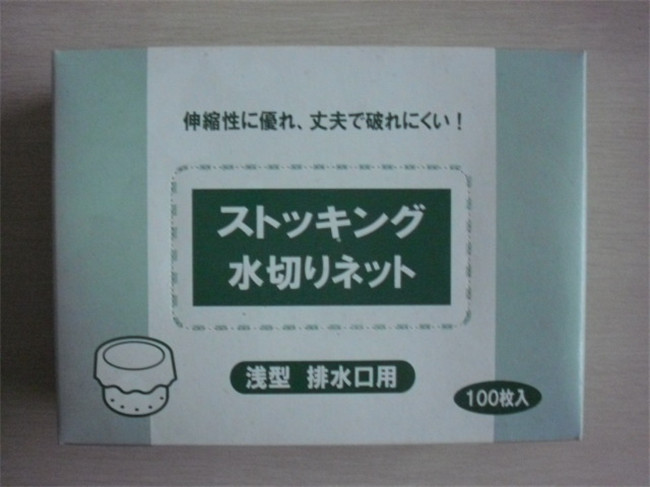 伸縮性に優れ、丈夫で破れにくい！
ストッキング
水切りネット
浅型 排水口用
100枚入